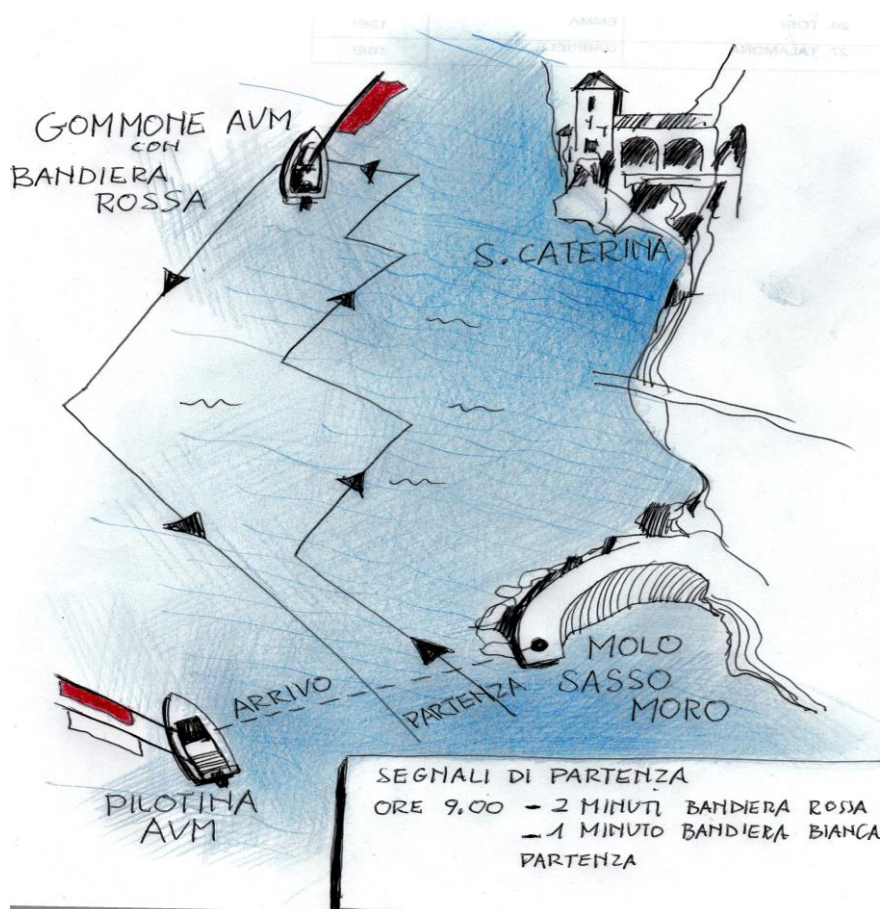 GOMMONE AVM
CON
BANDIERA
ROSSA
S. CATERINA
MOLO
SASSO
MORO
ARRIVO
PARTENZA
PILOTINA
AVM
SEGNALI DI PARTENZA
ORE 9.00 - 2 MINUTI BANDIERA ROSSA
- 1 MINUTO BANDIERA BIANCA
PARTENZA